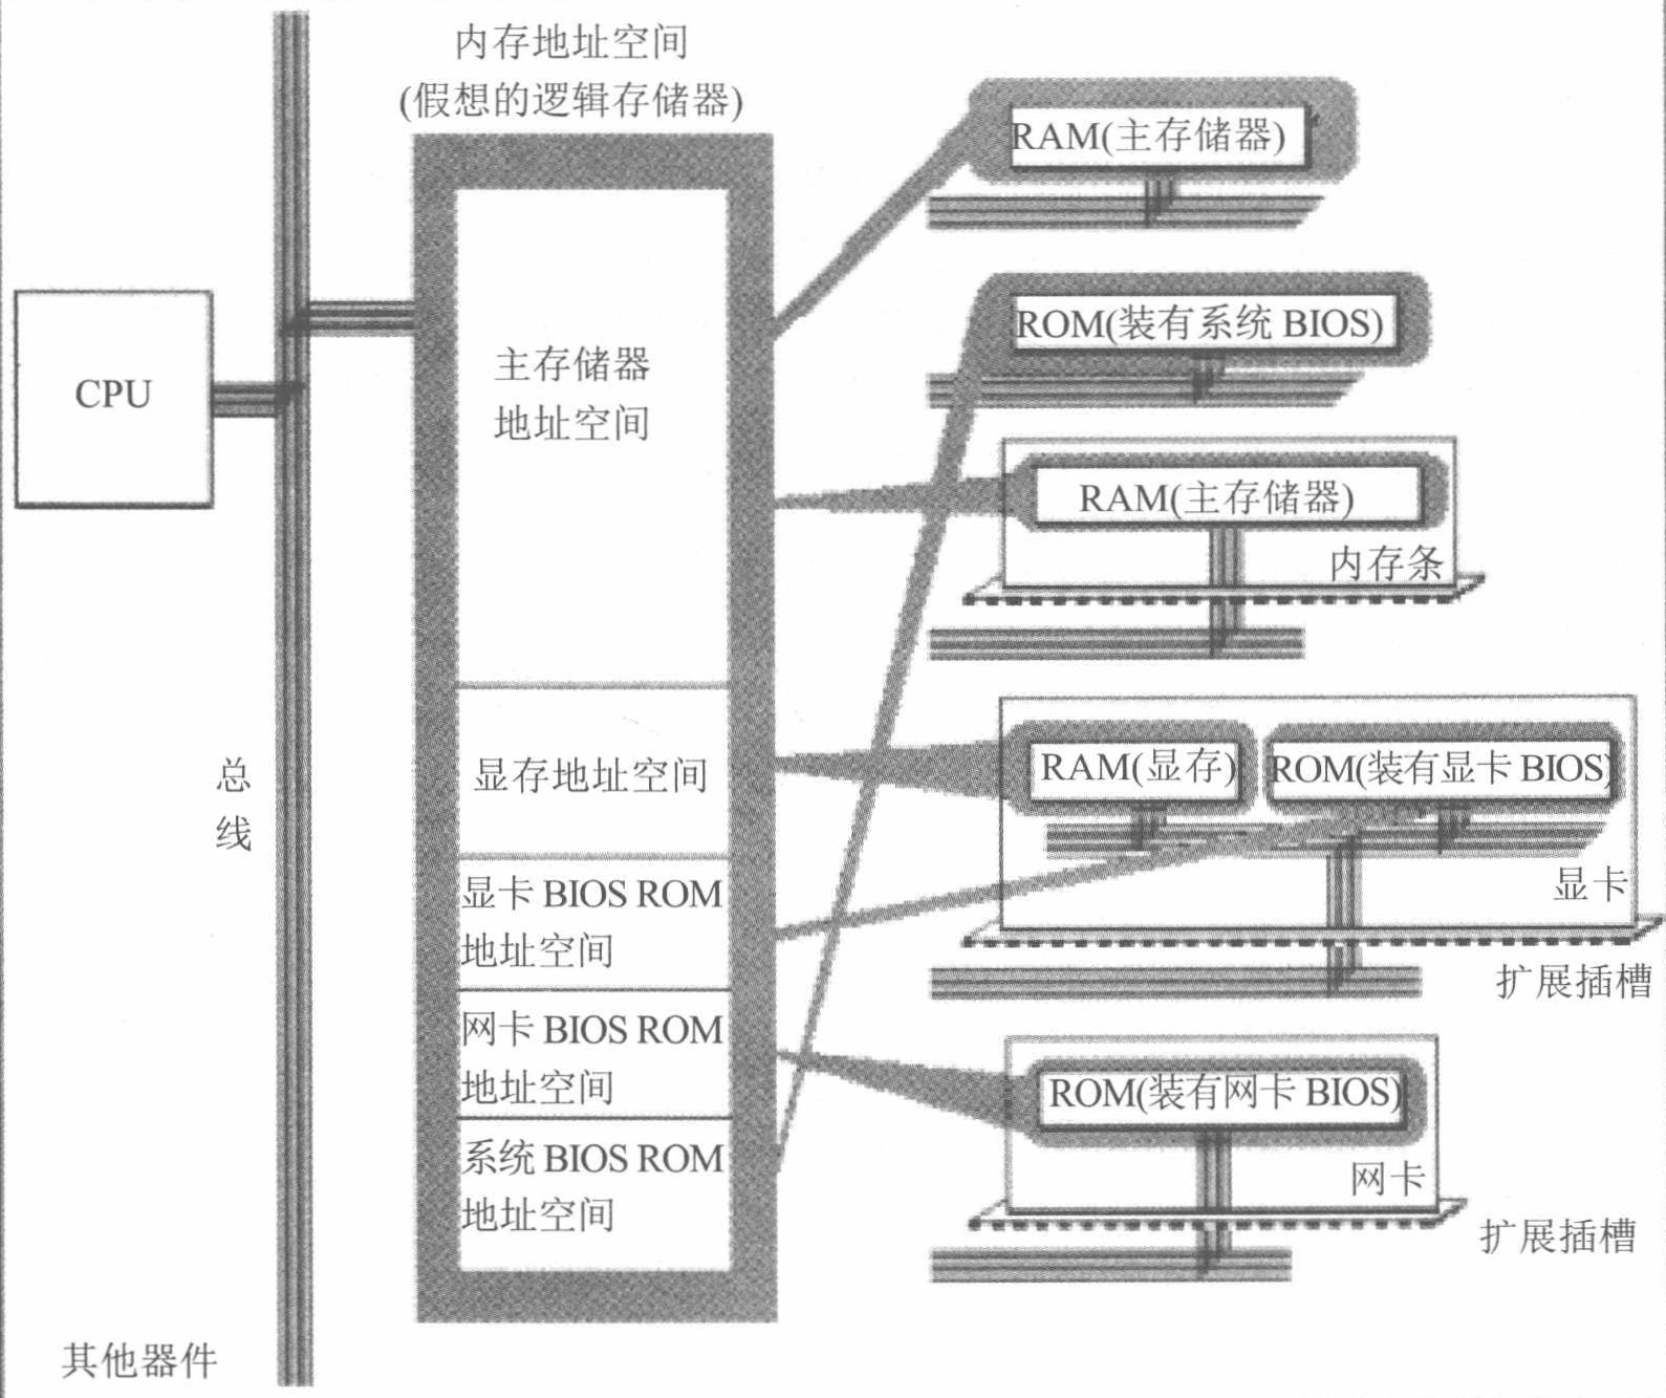 内存地址空间
(假想的逻辑存储器)
RAM(主存储器)
ROM(装有系统 BIOS)
CPU
主存储器
地址空间
RAM(主存储器)
内存条
总
线
显存地址空间
RAM(显存)
ROM(装有显卡 BIOS)
显卡
扩展插槽
显卡 BIOS ROM
地址空间
网卡 BIOS ROM
地址空间
ROM(装有网卡 BIOS)
网卡
扩展插槽
系统 BIOS ROM
地址空间
其他器件